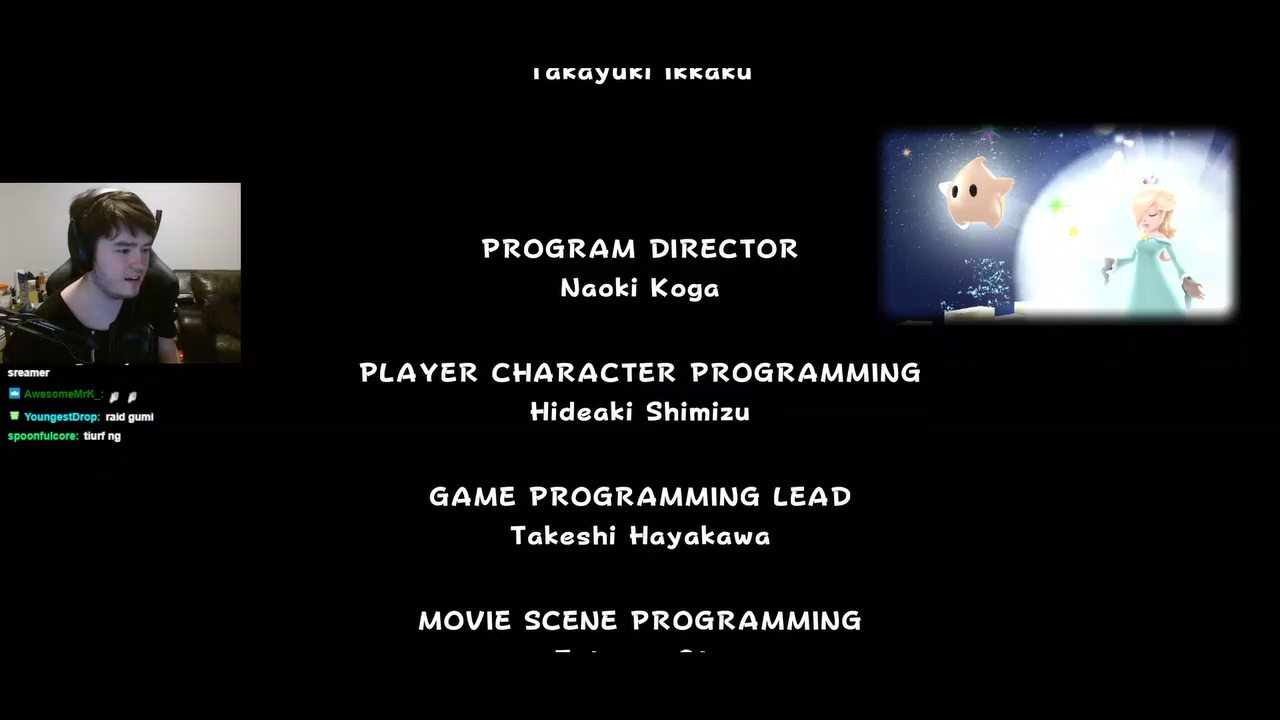 Takayuki Ikkaku
PROGRAM DIRECTOR
Naoki Koga
PLAYER CHARACTER PROGRAMMING
Hideaki Shimizu
GAME PROGRAMMING LEAD
Takeshi Hayakawa
MOVIE SCENE PROGRAMMING
sreamer
AwesomeMrK_:
YoungestDrop: raid gumi
spoonfulcore: tiurf ng